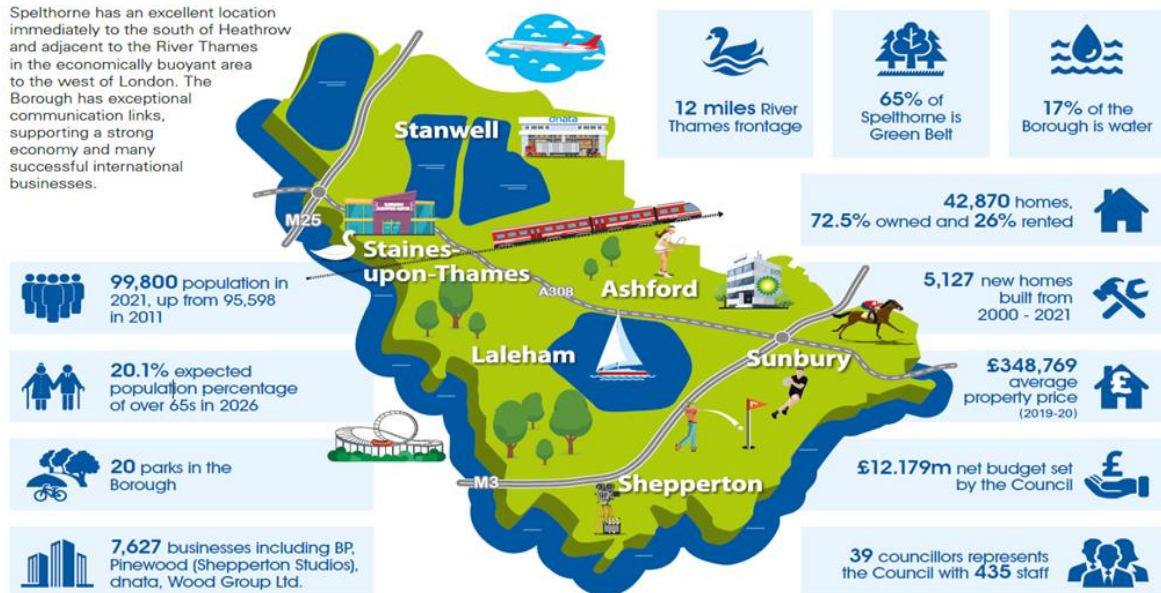 Spelthorne has an excellent location
immediately to the south of Heathrow
and adjacent to the River Thames
in the economically buoyant area
to the west of London. The
Borough has exceptional
communication links,
supporting a strong
economy and many
successful international
businesses.
12 miles River
Thames frontage
65% of
Spelthorne is
Green Belt
17% of the
Borough is water
Stanwell
dnata
M25
Staines-
upon-Thames
A308
Ashford
Laleham
Sunbury
M3
Shepperton
99,800 population in
2021, up from 95,598
in 2011
20.1% expected
population percentage
of over 65s in 2026
20 parks in the
Borough
7,627 businesses including BP,
Pinewood (Shepperton Studios),
dnata, Wood Group Ltd.
42,870 homes,
72.5% owned and 26% rented
5,127 new homes
built from
2000 - 2021
£348,769
average
property price
(2019-20)
£
£12.179m net budget set
by the Council
£
39 councillors represents
the Council with 435 staff